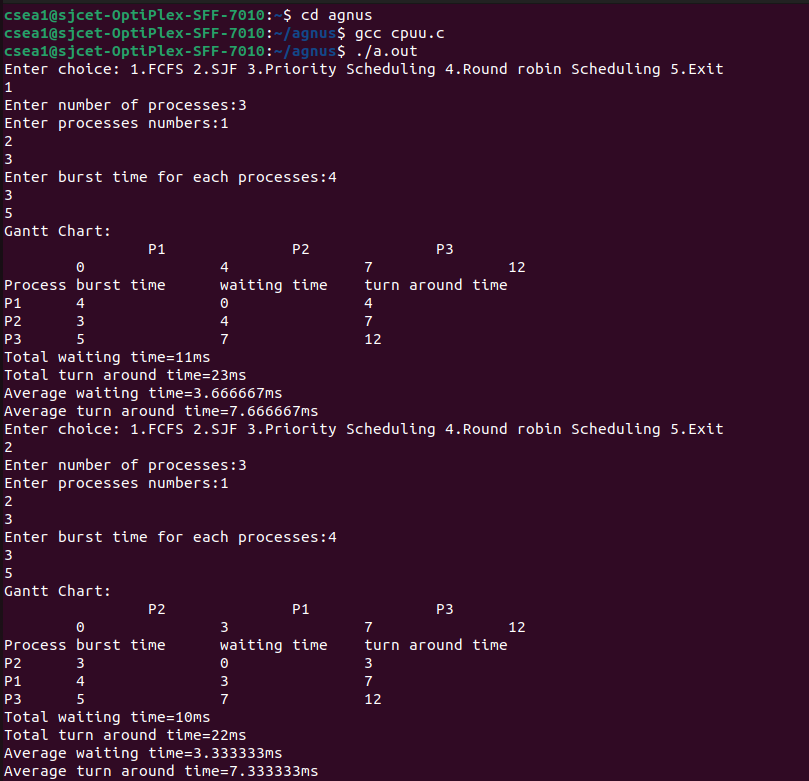 csea1@sjcet-OptiPlex-SFF-7010:~$ cd agnus
csea1@sjcet-OptiPlex-SFF-7010:~/agnus$ gcc cpuu.c
csea1@sjcet-OptiPlex-SFF-7010:~/agnus$ ./a.out
Enter choice: 1.FCFS 2.SJF 3.Priority Scheduling 4.Round robin Scheduling 5.Exit
1
Enter number of processes:3
Enter processes numbers:1
2
3
Enter burst time for each processes:4
3
5
Gantt Chart:
                P1              P2              P3
        0               4               7               12
Process burst time      waiting time    turn around time
P1      4               0               4
P2      3               4               7
P3      5               7               12
Total waiting time=11ms
Total turn around time=23ms
Average waiting time=3.666667ms
Average turn around time=7.666667ms
Enter choice: 1.FCFS 2.SJF 3.Priority Scheduling 4.Round robin Scheduling 5.Exit
2
Enter number of processes:3
Enter processes numbers:1
2
3
Enter burst time for each processes:4
3
5
Gantt Chart:
                P2              P1              P3
        0               3               7               12
Process burst time      waiting time    turn around time
P2      3               0               3
P1      4               3               7
P3      5               7               12
Total waiting time=10ms
Total turn around time=22ms
Average waiting time=3.333333ms
Average turn around time=7.333333ms